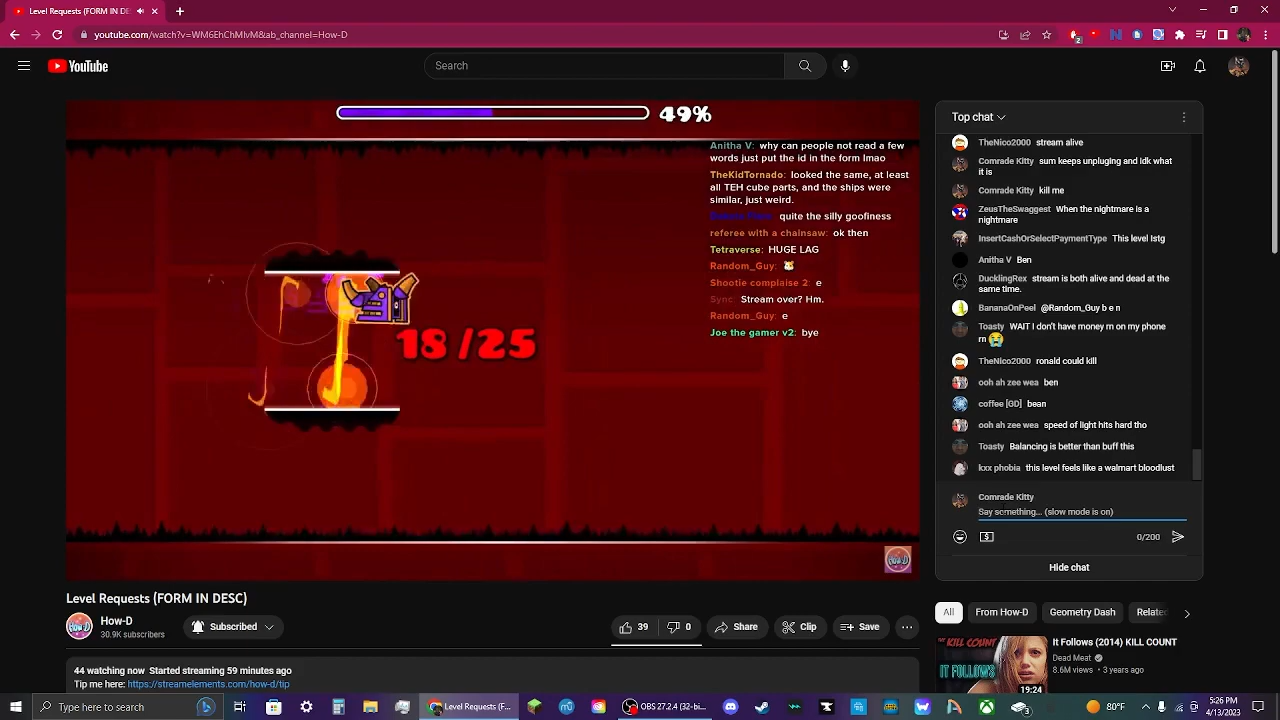 Level Requests (FORM IN DE
youtube.com/watch?v=WM6EhChMIvM&ab_channel=How-D
2
YouTube
Search
49%
Anitha V: why can people not read a few
words just put the id in the form lmao
TheKidTornado: looked the same, at least
all TEH cube parts, and the ships were
similar, just weird.
quite the silly goofiness
referee with a chainsaw: ok then
Tetraverse: HUGE LAG
Random_Guy: 🐹
Shootie complaise 2: e
Sync: Stream over? Hm.
Random_Guy: e
Joe the gamer v2: bye
18/25
Top chat
TheNico2000 stream alive
Comrade Kitty sum keeps unpluging and idk what
it is
Comrade Kitty kill me
ZeusTheSwaggest When the nightmare is a
nightmare
InsertCashOrSelectPaymentType This level lstg
Anitha V Ben
DucklingRex stream is both alive and dead at the
same time.
BananaOnPeel @Random_Guy b e n
Toasty WAIT I don't have money rn on my phone
rn 😭
TheNico2000 ronald could kill
ooh ah zee wea ben
coffee [GD] bean
ooh ah zee wea speed of light hits hard tho
Toasty Balancing is better than buff this
kxx phobia this level feels like a walmart bloodlust
Comrade Kitty
Say something... (slow mode is on)
0/200
Hide chat
Level Requests (FORM IN DESC)
How-D
30.9K subscribers
Subscribed
39
0
Share
Clip
Save
44 watching now Started streaming 59 minutes ago
Tip me here: https://streamelements.com/how-d/tip
All
From How-D
Geometry Dash
Relate
KILL COUNT
IT FOLLOWS
19:24
It Follows (2014) KILL COUNT
Dead Meat
8.6M views • 3 years ago
Type here to search
Level Requests (F...
OBS 27.2.4 (32-bi...
80°F
5:26 PM
4/13/2023